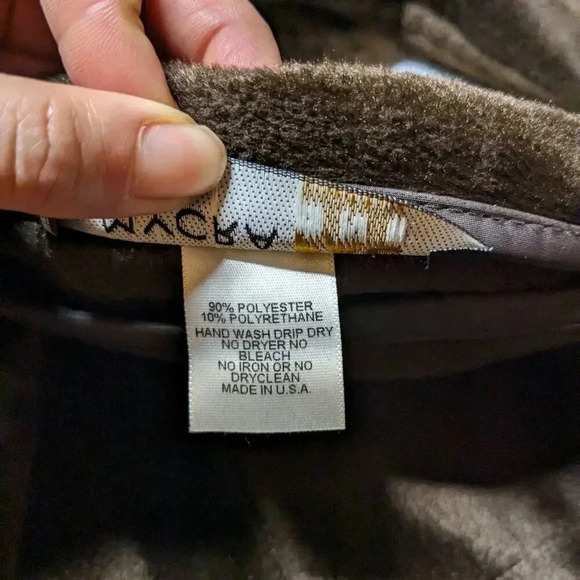 MYCRA
90% POLYESTER
10% POLYRETHANE
HAND WASH DRIP DRY
NO DRYER NO
BLEACH
NO IRON OR NO
DRYCLEAN
MADE IN U.S.A.